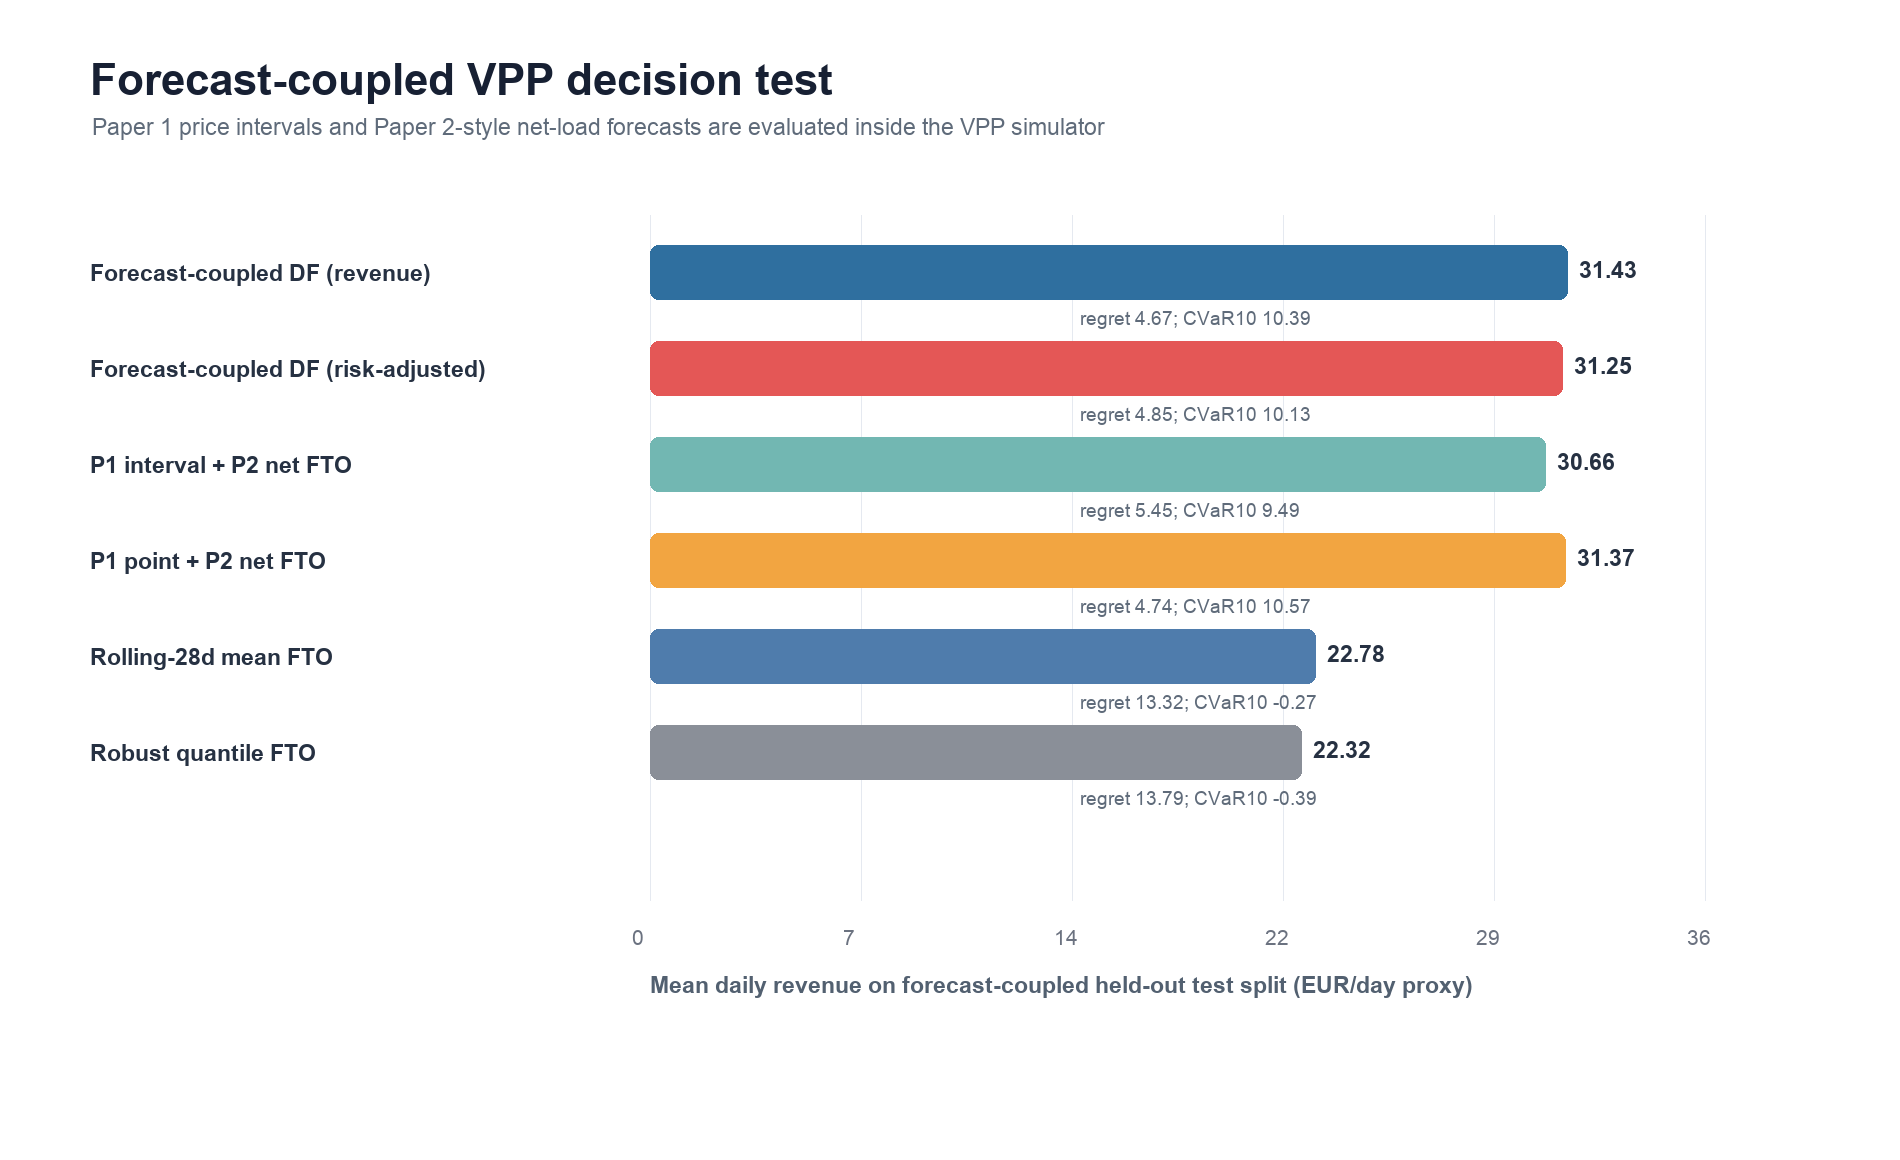 Forecast-coupled VPP decision test
Paper 1 price intervals and Paper 2-style net-load forecasts are evaluated inside the VPP simulator
Forecast-coupled DF (revenue)
31.43
regret 4.67; CVaR10 10.39
Forecast-coupled DF (risk-adjusted)
31.25
regret 4.85; CVaR10 10.13
P1 interval + P2 net FTO
30.66
regret 5.45; CVaR10 9.49
P1 point + P2 net FTO
31.37
regret 4.74; CVaR10 10.57
Rolling-28d mean FTO
22.78
regret 13.32; CVaR10 -0.27
Robust quantile FTO
22.32
regret 13.79; CVaR10 -0.39
0 7 14 22 29 36
Mean daily revenue on forecast-coupled held-out test split (EUR/day proxy)